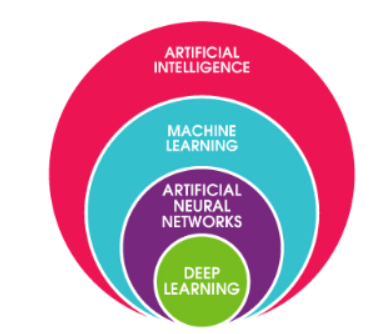 ARTIFICIAL
INTELLIGENCE
MACHINE
LEARNING
ARTIFICIAL
NEURAL
NETWORKS
DEEP
LEARNING